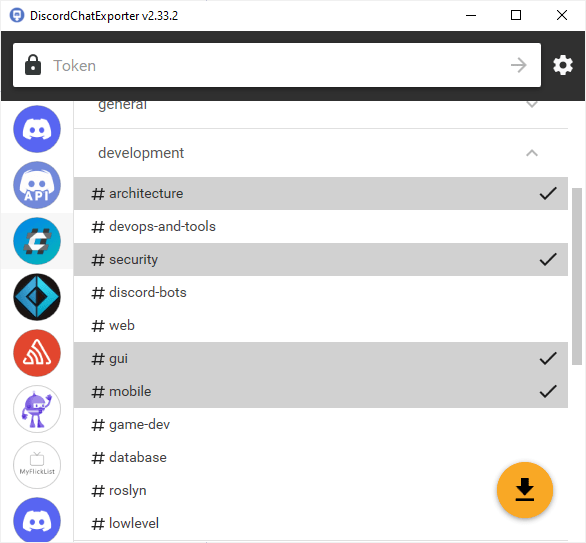 DiscordChatExporter v2.33.2
Token
general
development
# architecture
# devops-and-tools
# security
# discord-bots
# web
# gui
# mobile
# game-dev
# database
# roslyn
# lowlevel
API
MyFlickList